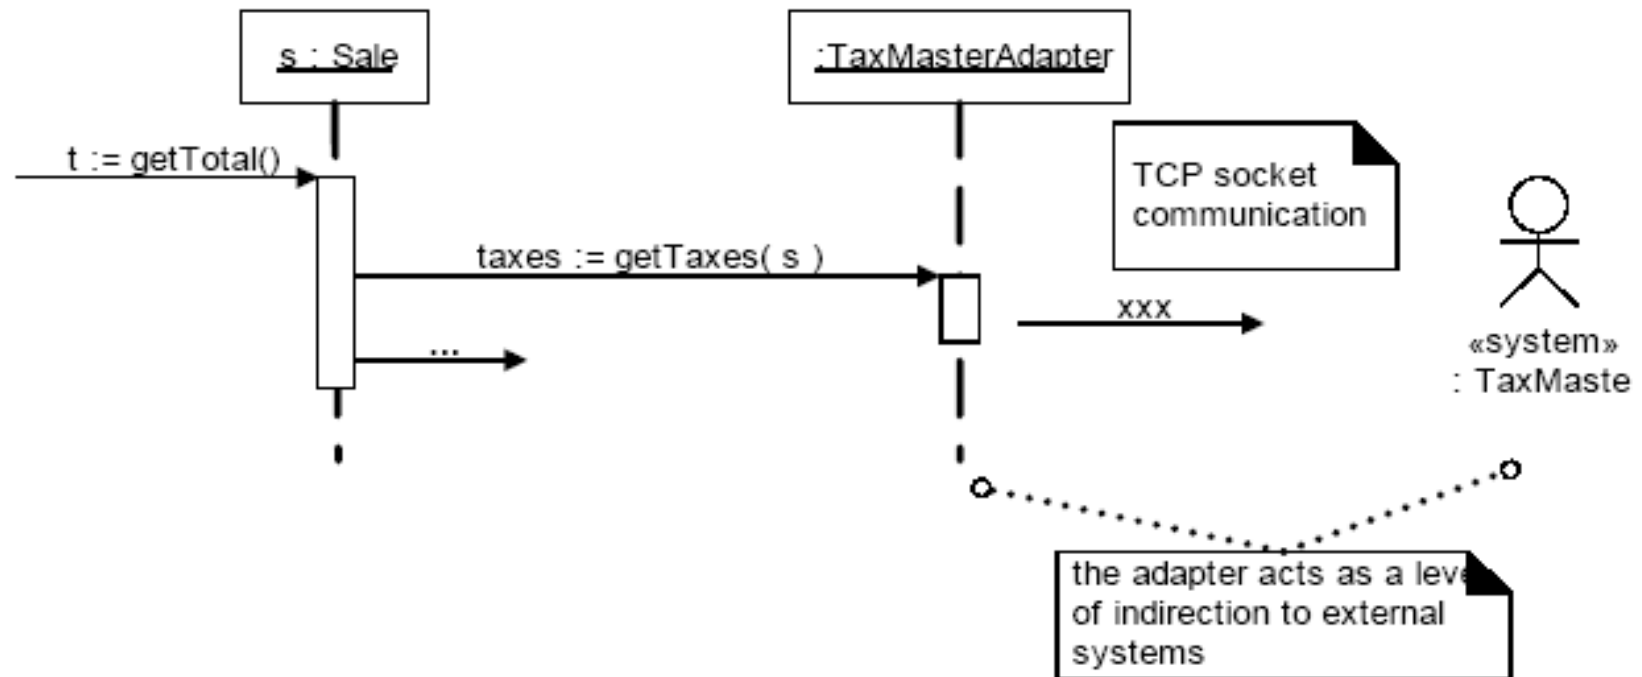 s : Sale
:TaxMasterAdapter
t := getTotal()
TCP socket
communication
taxes := getTaxes( s )
xxx
...
«system»
: TaxMaste
the adapter acts as a leve
of indirection to external
systems